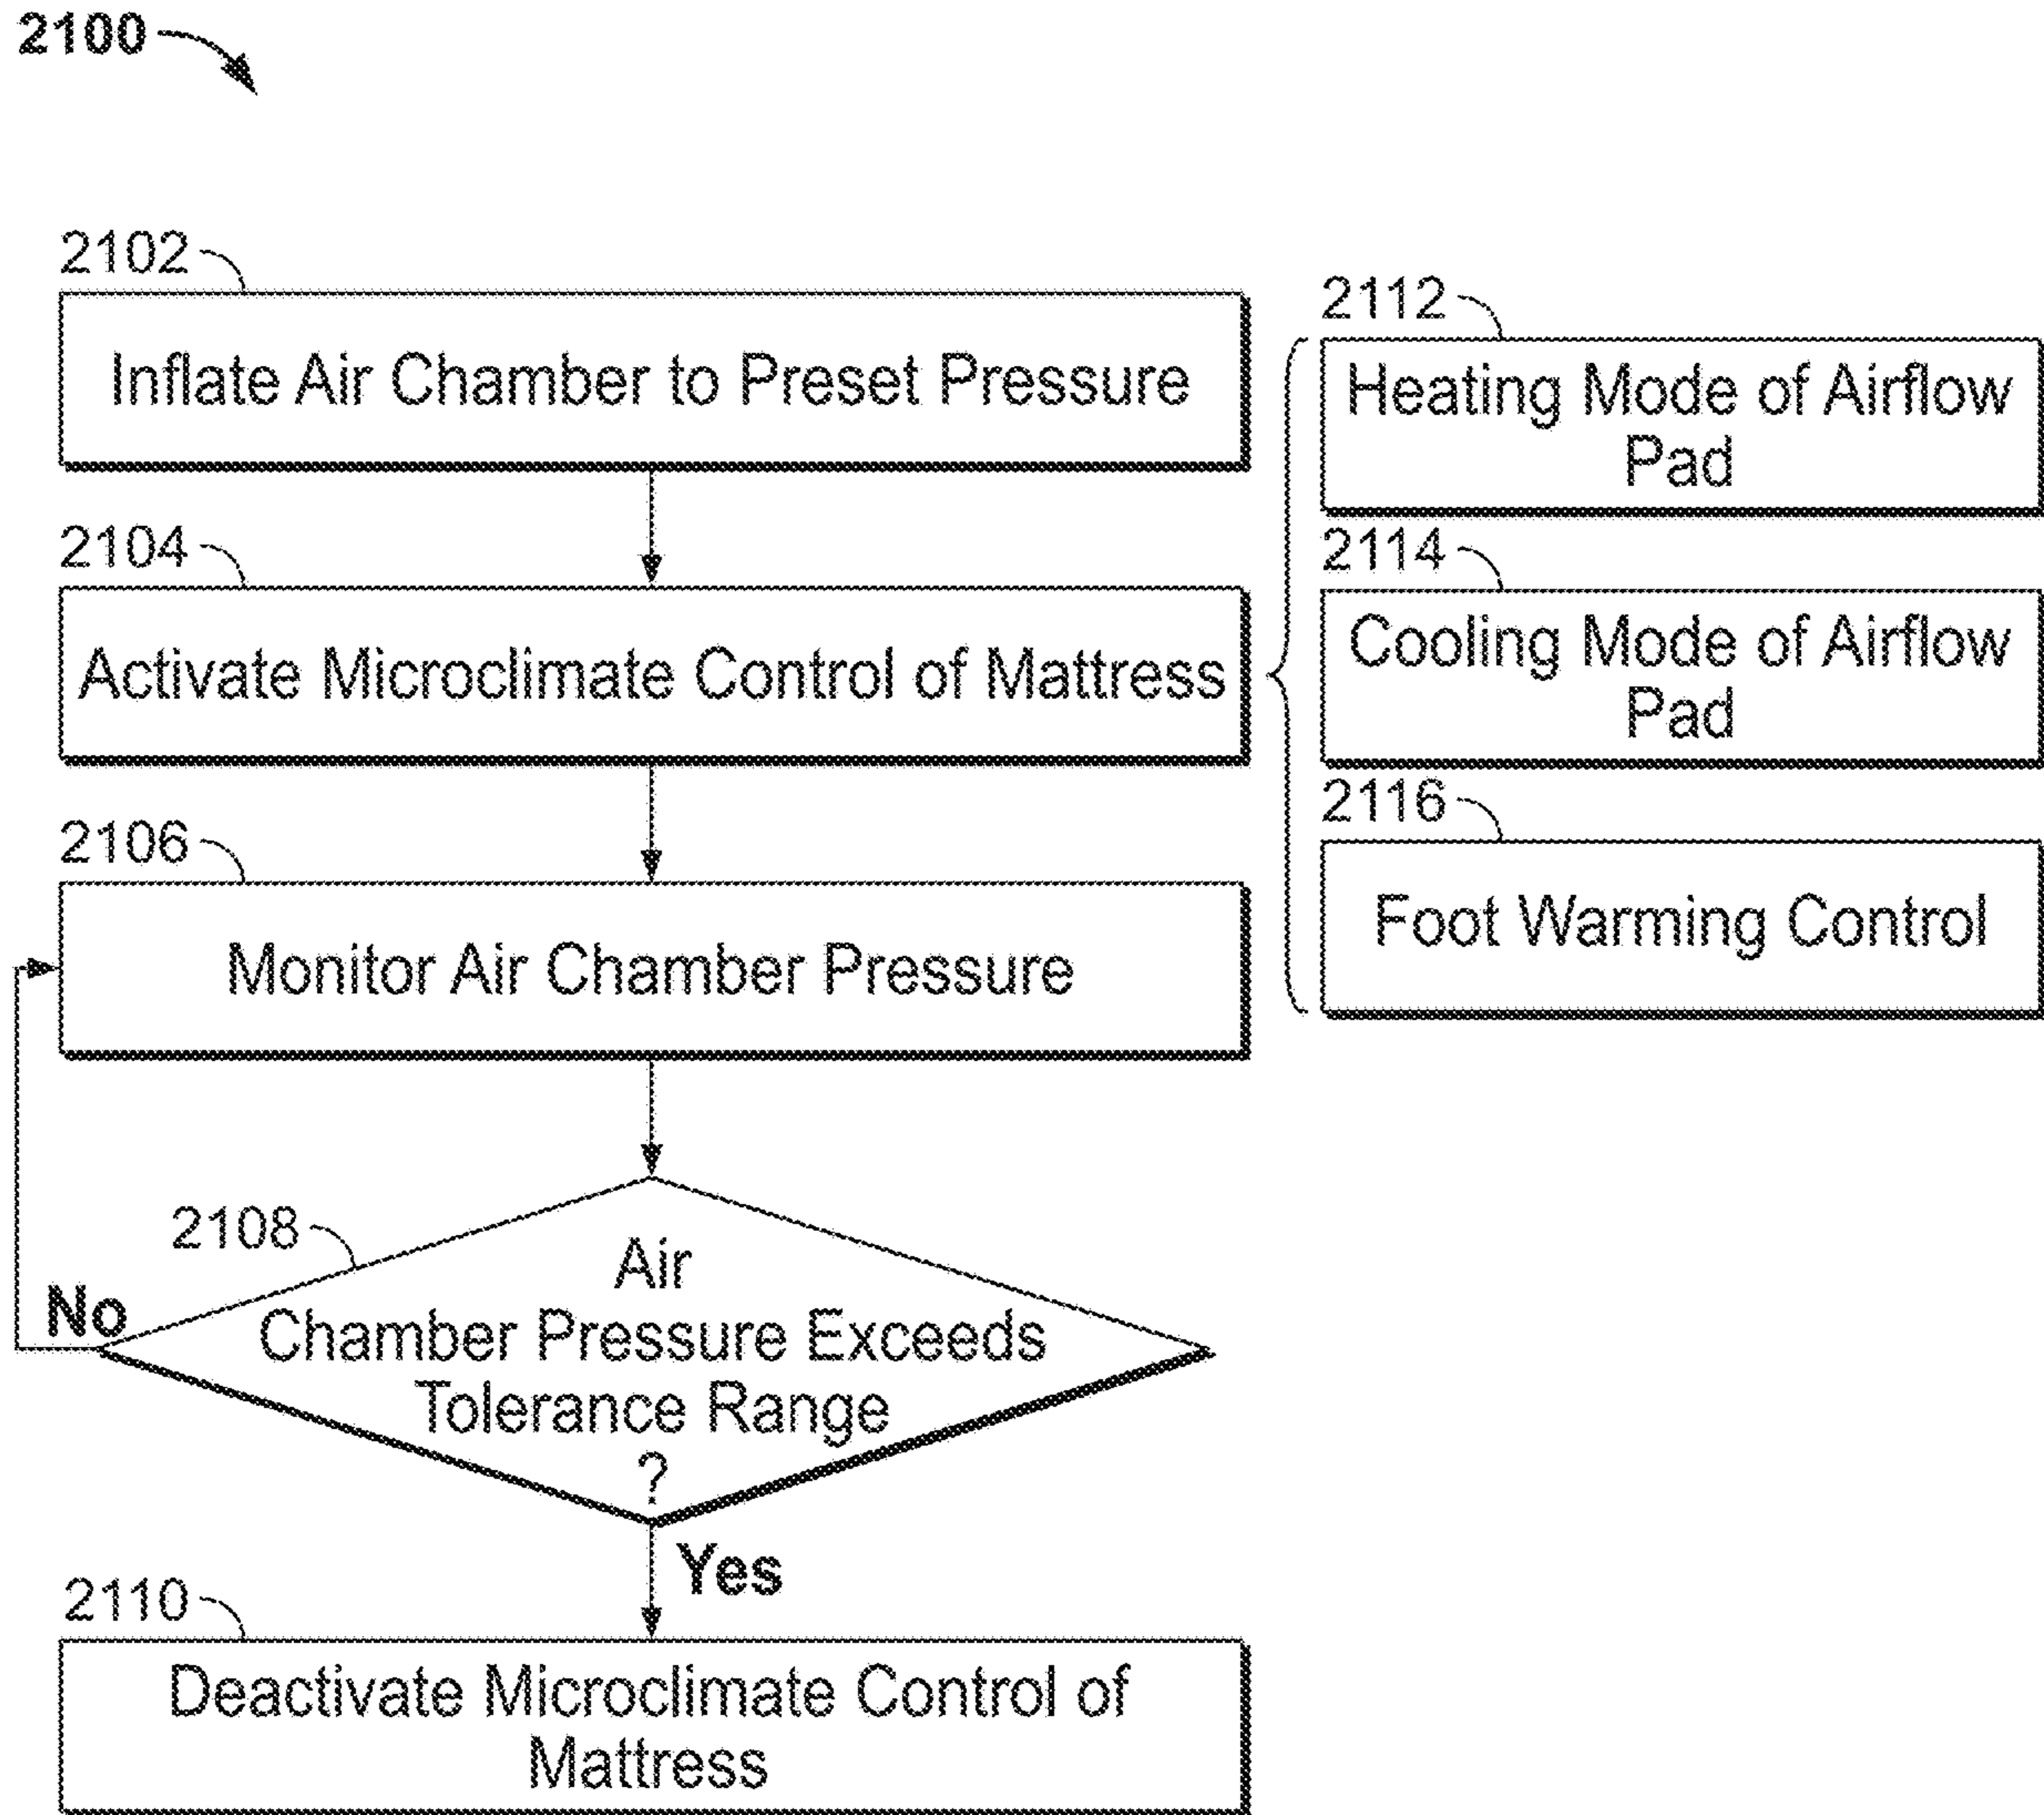 2100
2102
Inflate Air Chamber to Preset Pressure
2104
Activate Microclimate Control of Mattress
2112
Heating Mode of Airflow
Pad
2114
Cooling Mode of Airflow
Pad
2116
Foot Warming Control
2106
Monitor Air Chamber Pressure
2108
Air
Chamber Pressure Exceeds
Tolerance Range
?
No
Yes
2110
Deactivate Microclimate Control of
Mattress